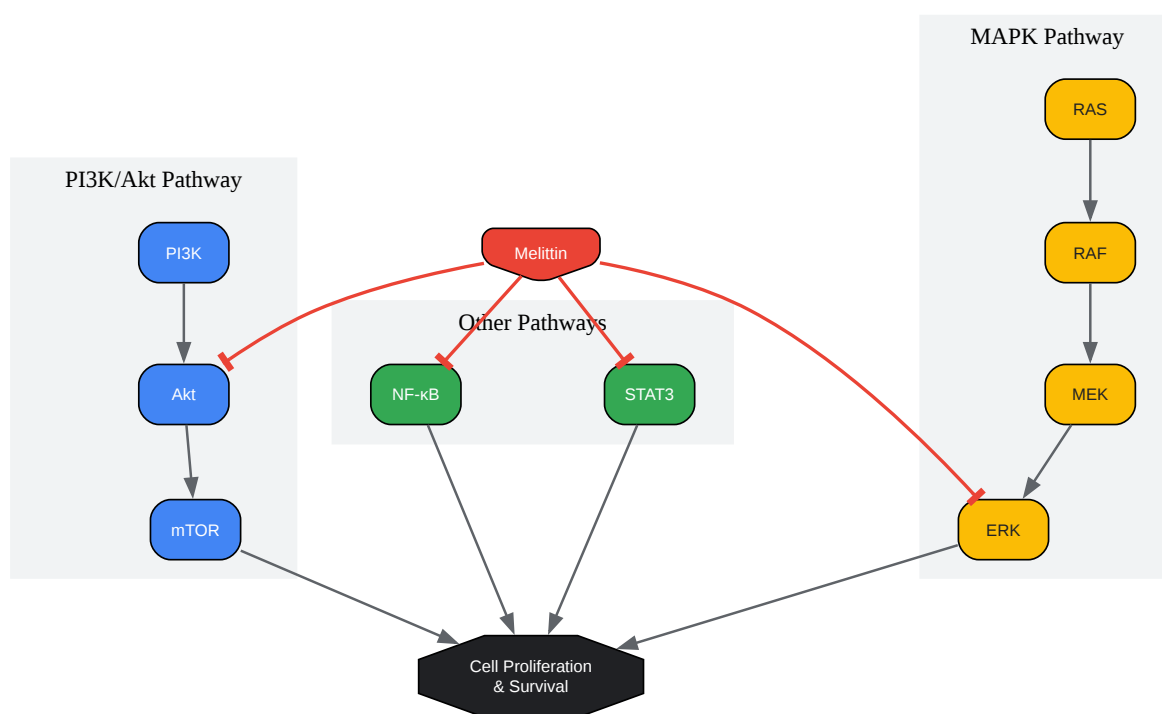 MAPK Pathway
RAS
PI3K/Akt Pathway
PI3K
Melittin
RAF
Other Pathways
Akt
NF-κB
STAT3
MEK
mTOR
ERK
Cell Proliferation
& Survival